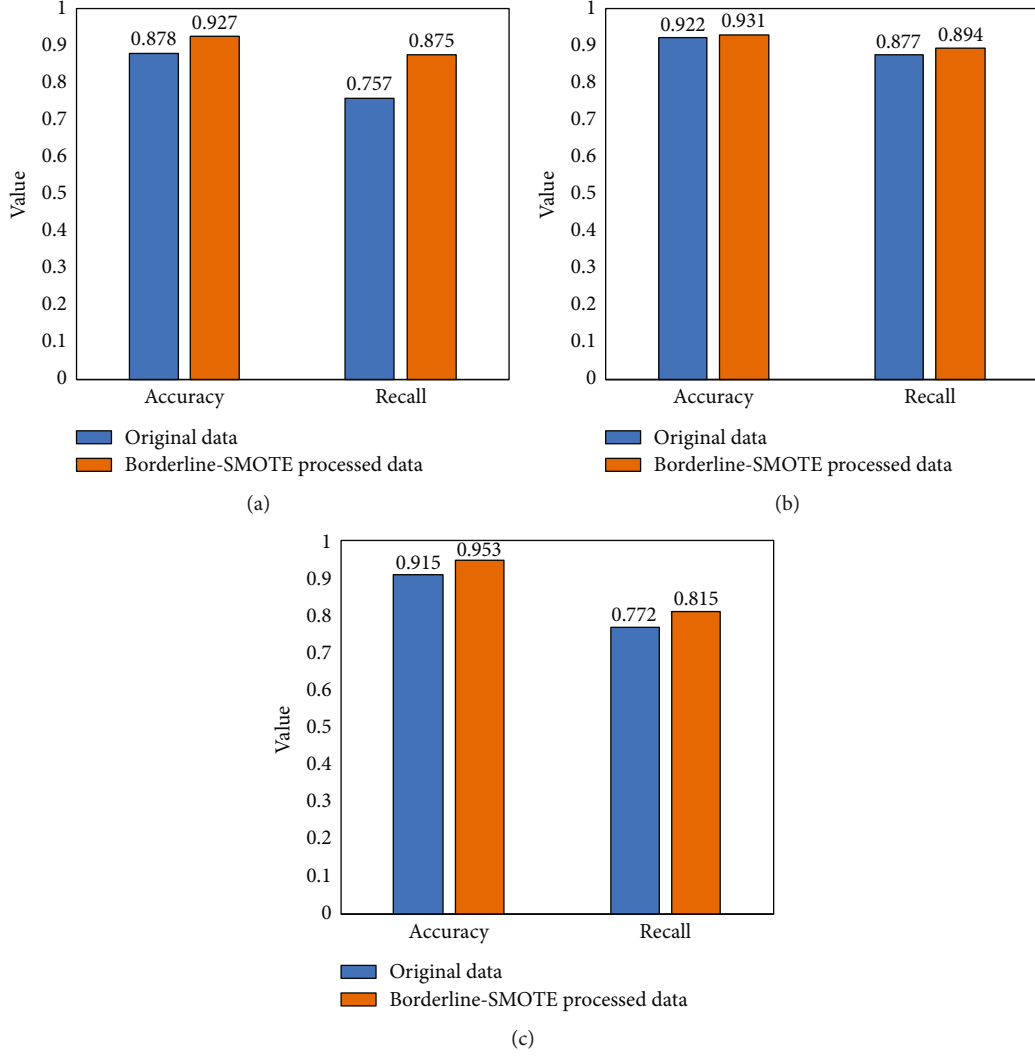 1
0.9
0.8
0.7
0.6
0.5
0.4
0.3
0.2
0.1
0
Value
0.878
0.927
0.757
0.875
Accuracy
Recall
Original data
Borderline-SMOTE processed data
(a)
1
0.9
0.8
0.7
0.6
0.5
0.4
0.3
0.2
0.1
0
Value
0.922
0.931
0.877
0.894
Accuracy
Recall
Original data
Borderline-SMOTE processed data
(b)
1
0.9
0.8
0.7
0.6
0.5
0.4
0.3
0.2
0.1
0
Value
0.915
0.953
0.772
0.815
Accuracy
Recall
Original data
Borderline-SMOTE processed data
(c)